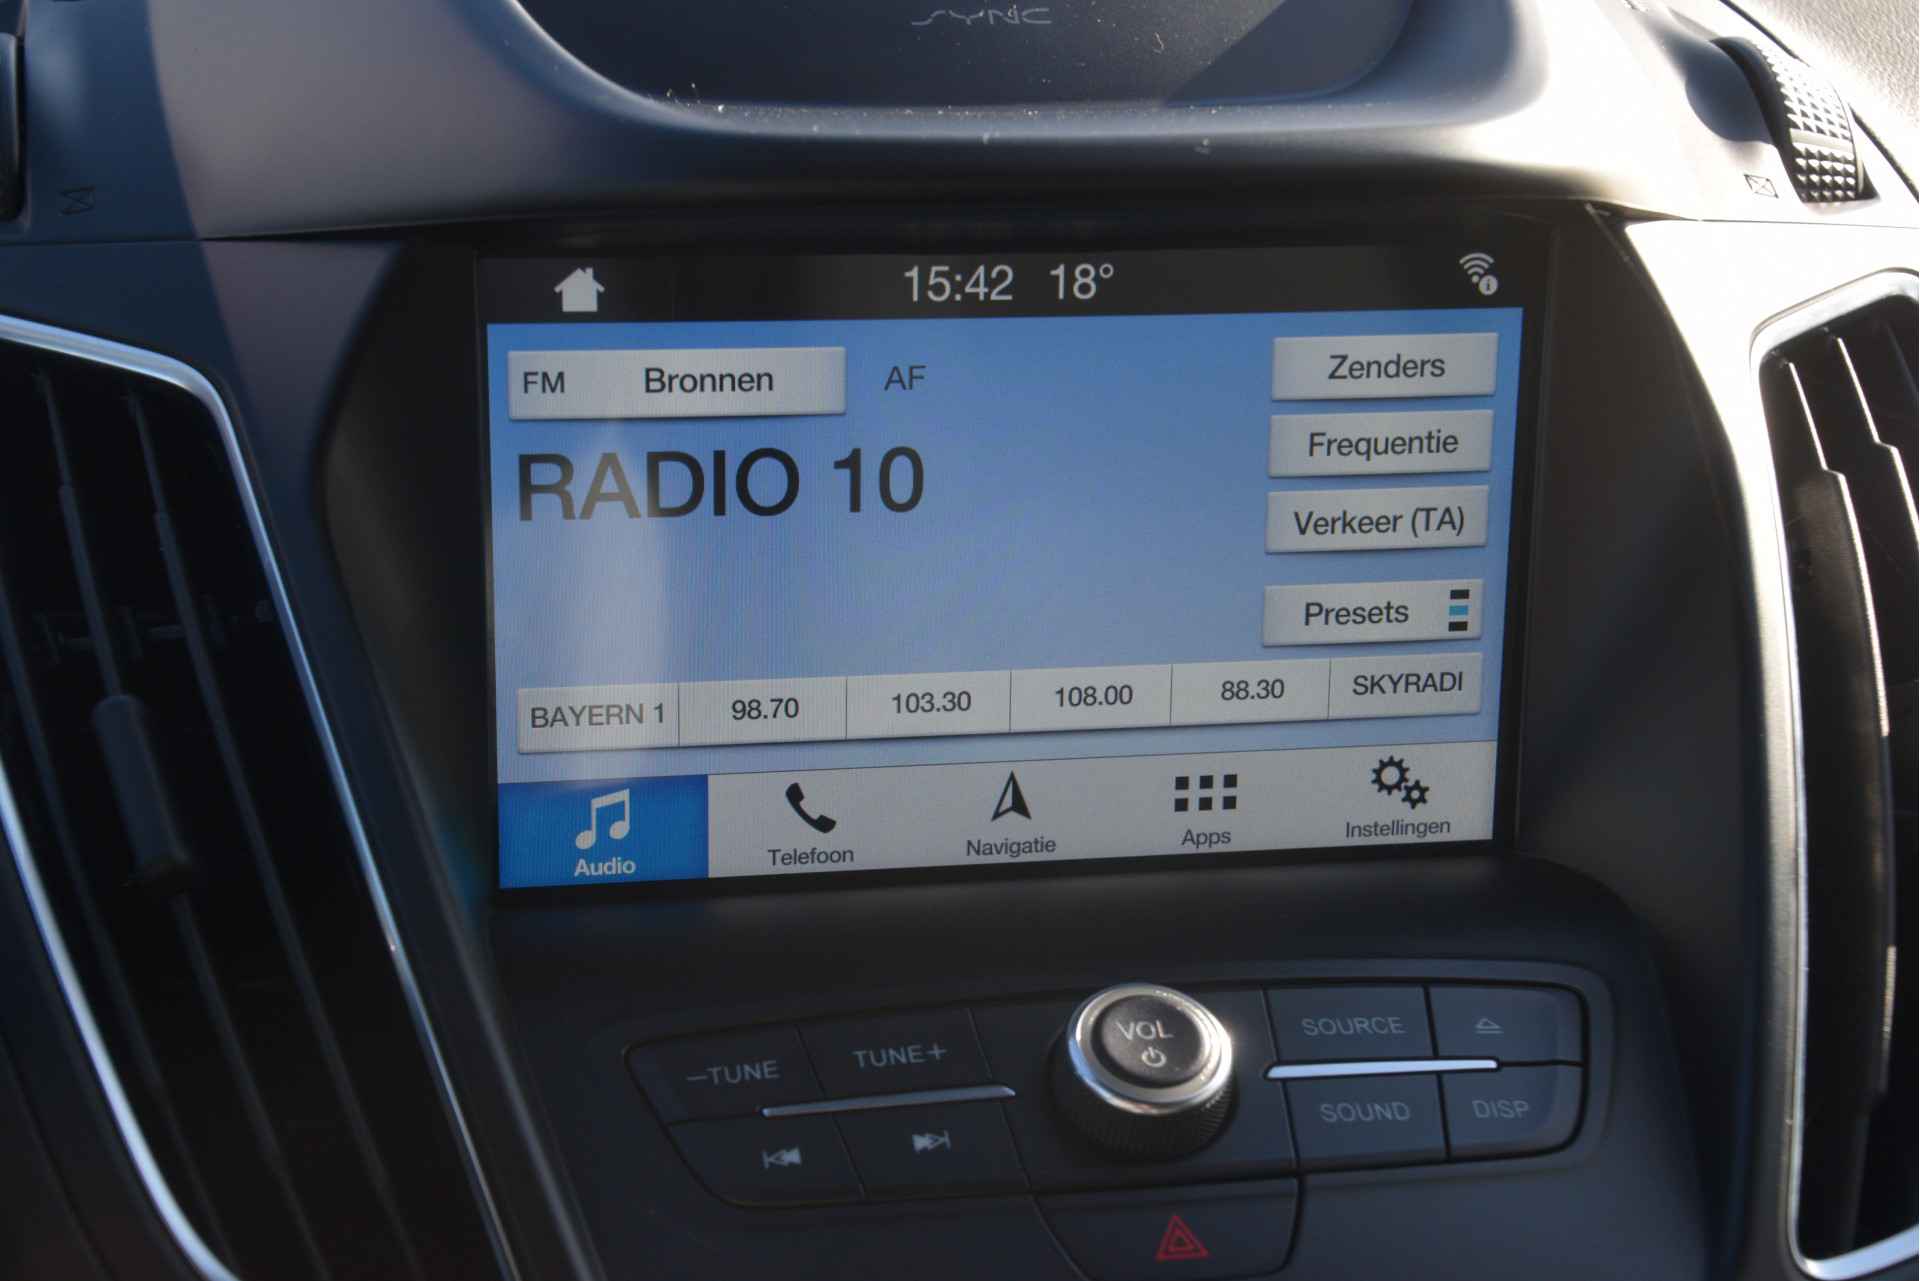 SYNC
15:42 18°
FM Bronnen AF Zenders
RADIO 10
Frequentie
Verkeer (TA)
Presets
BAYERN 1 98.70 103.30 108.00 88.30 SKYRADI
Audio Telefoon Navigatie Apps Instellingen
–TUNE TUNE+ VOL SOURCE
SOUND DISP